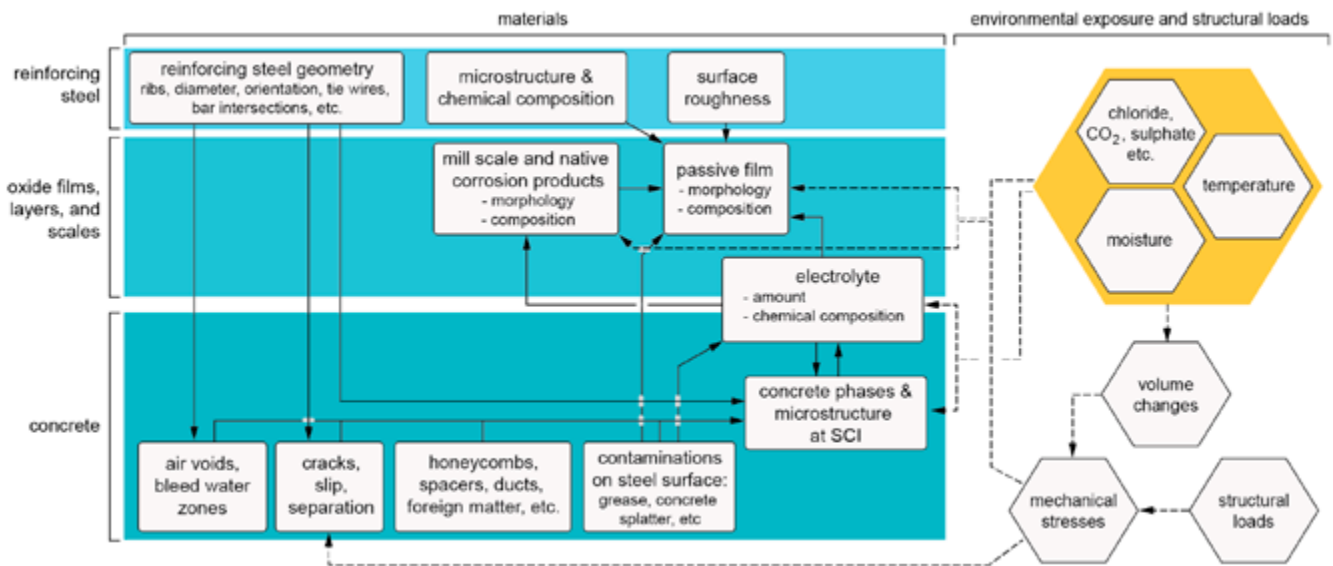 materials
environmental exposure and structural loads
reinforcing
steel
reinforcing steel geometry
ribs, diameter, orientation, tie wires,
bar intersections, etc.
microstructure &
chemical composition
surface
roughness
oxide films,
layers, and
scales
mill scale and native
corrosion products
- morphology
- composition
passive film
- morphology
- composition
electrolyte
- amount
- chemical composition
concrete
concrete phases &
microstructure
at SCI
air voids,
bleed water
zones
cracks,
slip,
separation
honeycombs,
spacers, ducts,
foreign matter, etc.
contaminations
on steel surface:
grease, concrete
splatter, etc
chloride,
CO2, sulphate
etc.
temperature
moisture
volume
changes
mechanical
stresses
structural
loads